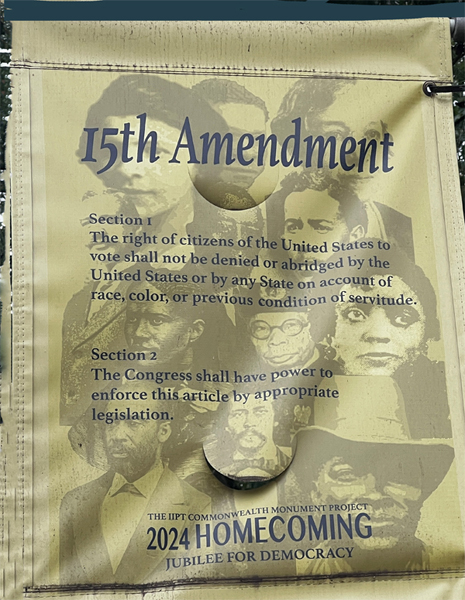 15th Amendment
Section 1
The right of citizens of the United States to
vote shall not be denied or abridged by the
United States or by any State on account of
race, color, or previous condition of servitude.
Section 2
The Congress shall have power to
enforce this article by appropriate
legislation.
THE IIPT COMMONWEALTH MONUMENT PROJECT
2024 HOMECOMING
JUBILEE FOR DEMOCRACY